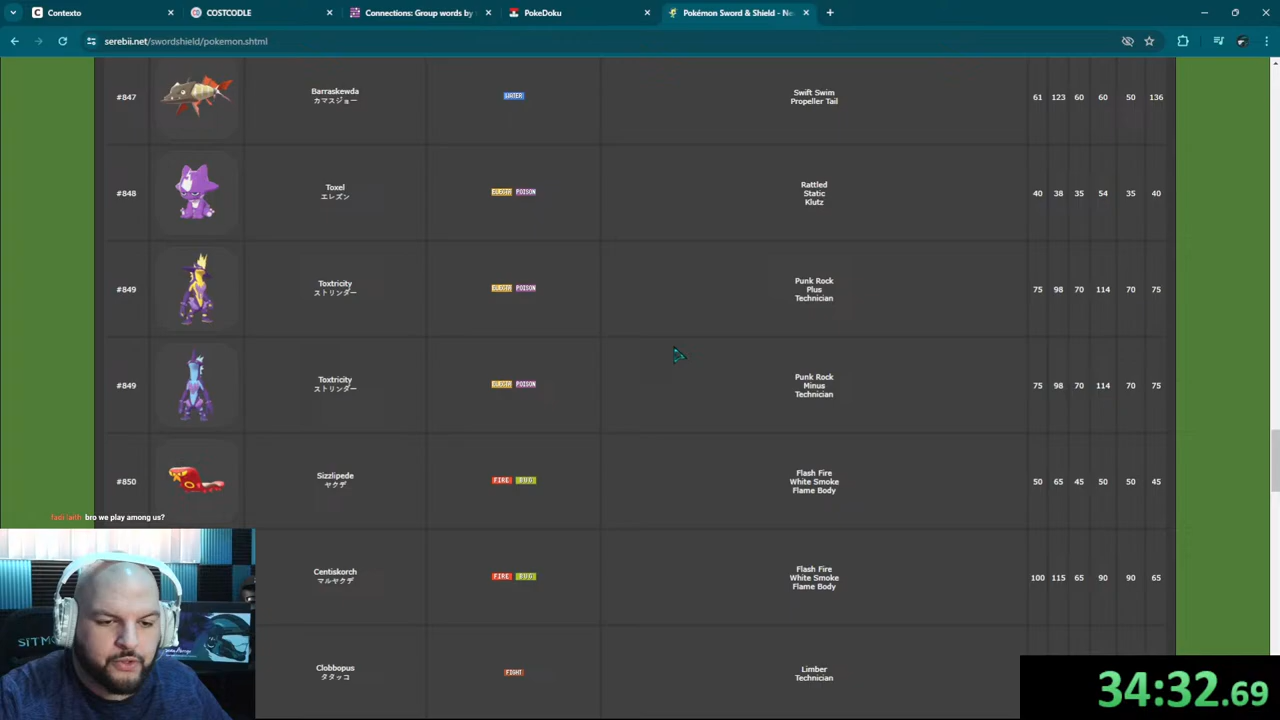 Contexto
COSTCODLE
Connections: Group words by
PokeDoku
Pokémon Sword & Shield - Ne
serebii.net/swordshield/pokemon.shtml
#847
Barraskewda
カマスジョー
WATER
Swift Swim
Propeller Tail
61 123 60 60 50 136
#848
Toxel
エレズン
ELECTR POISON
Rattled
Static
Klutz
40 38 35 54 35 40
#849
Toxtricity
ストリンダー
ELECTR POISON
Punk Rock
Plus
Technician
75 98 70 114 70 75
#849
Toxtricity
ストリンダー
ELECTR POISON
Punk Rock
Minus
Technician
75 98 70 114 70 75
#850
Sizzlipede
ヤクデ
FIRE BUG
Flash Fire
White Smoke
Flame Body
50 65 45 50 50 45
bro we play among us?
Centiskorch
マルヤクデ
FIRE BUG
Flash Fire
White Smoke
Flame Body
100 115 65 90 90 65
Clobbopus
タタッコ
FIGHT
Limber
Technician
34:32.69